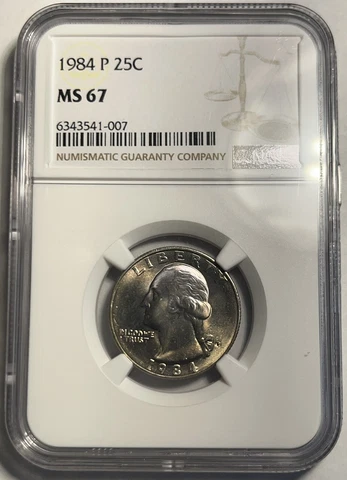 1984 P 25C
MS 67
6343541-007
NUMISMATIC GUARANTY COMPANY
LIBERTY
IN GOD WE
TRUST
P
1984